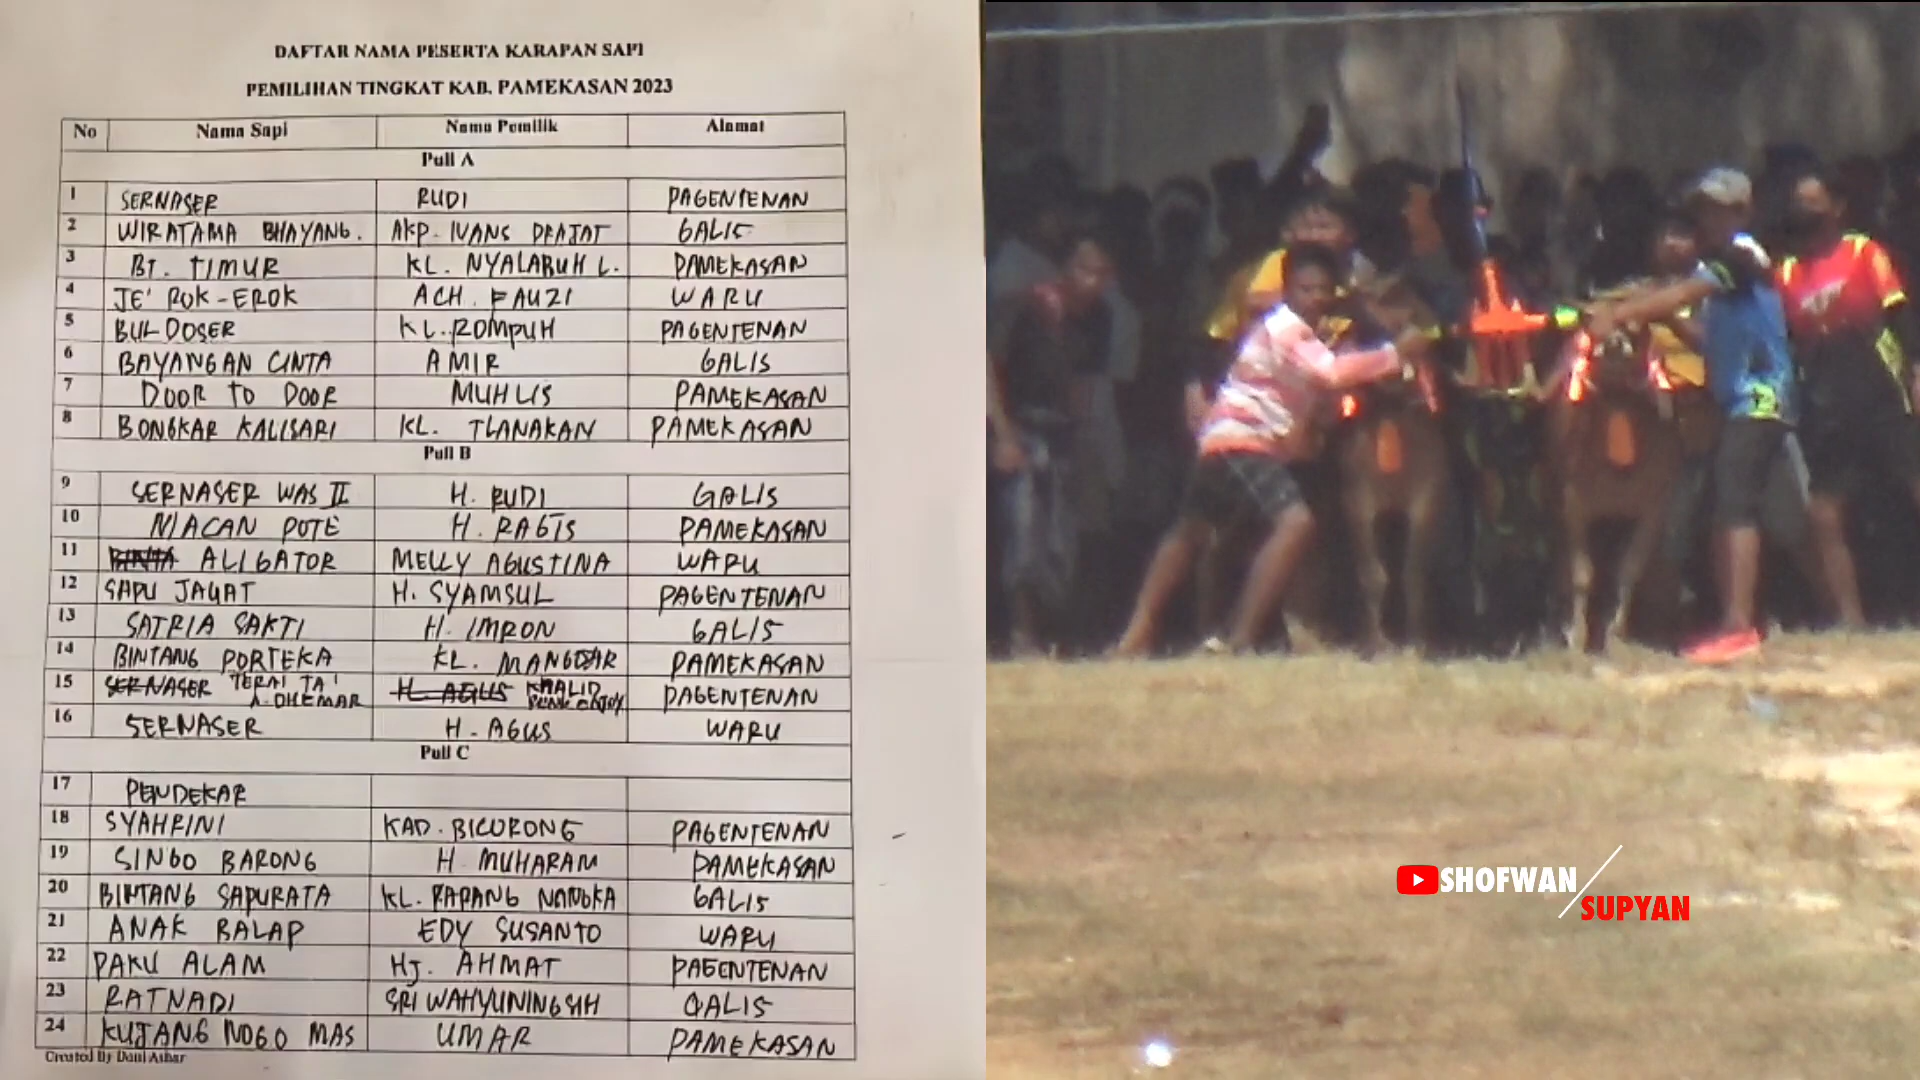 DAFTAR NAMA PESERTA KARAPAN SAPI
PEMILIHAN TINGKAT KAB. PAMEKASAN 2023
No Nama Sapi Nama Pemilik Alamat
Pull A
1 SERNASER RUDI PAGENTENAN
2 WIRATAMA BHAYANG. AKP. IVANS DRAJAT GALIS
3 BT. TIMUR KL. NYALABUH L. PAMEKASAN
4 JE' ROK-EROK ACH. FAUZI WARU
5 BULDOSER KL. ROMPUH PAGENTENAN
6 BAYANGAN CINTA AMIR GALIS
7 DOOR TO DOOR MUHLIS PAMEKASAN
8 BONGKAR KALISARI KL. TLANAKAN PAMEKASAN
Pull B
9 SERNASER WAS II H. RUDI GALIS
10 MACAN POTE H. RAGIS PAMEKASAN
11 ALIGATOR MELLY AGUSTINA WARU
12 SAPU JAGAT H. SYAMSUL PAGENTENAN
13 SATRIA SAKTI H. IMRON GALIS
14 BINTANG PORTEKA KL. PAMEKASAN
15 SERNASER TERAI TA' A. DHEMAR H. AGUS KHALID PAGENTENAN
16 SERNASER H. AGUS WARU
Pull C
17 PENDEKAR
18 SYAHRINI KAD. BICORONG PAGENTENAN
19 SINGO BARONG H. MUHARAM PAMEKASAN
20 BINTANG SAPURATA KL. PADANG NANGKA GALIS
21 ANAK BALAP EDY SUSANTO WARU
22 PAKU ALAM HJ. AHMAT PAGENTENAN
23 RATNADI SRI WAHYUNINGSIH GALIS
24 KUJANG NOGO MAS UMAR PAMEKASAN
Created By
SHOFWAN
SUPYAN